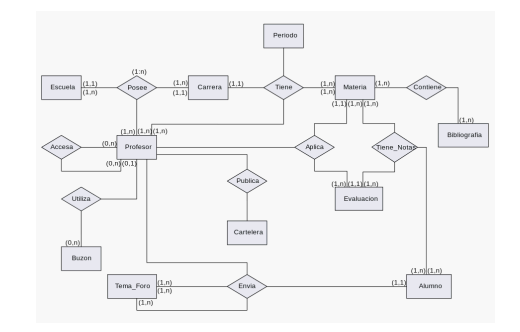 Periodo
(1:n)
Escuela
(1,1)
(1,n)
Posee
(1,n)
(1,1)
Carrera
(1,1)
Tiene
(1,n)
(1,n)
Materia
(1,n)
Contiene
(1,n)
Bibliografia
(1,1)(1,n)(1,n)
(1,n)(1,n)(1,n)
Accesa
(0,n)
Profesor
Aplica
Tiene_Notas
(0,n)(0,1)
Publica
(1,n)(1,1)(1,n)
Evaluacion
Utiliza
Cartelera
(0,n)
Buzon
(1,n)(1,n)
Tema_Foro
(1,n)
(1,n)
Envia
(1,1)
Alumno
(1,n)